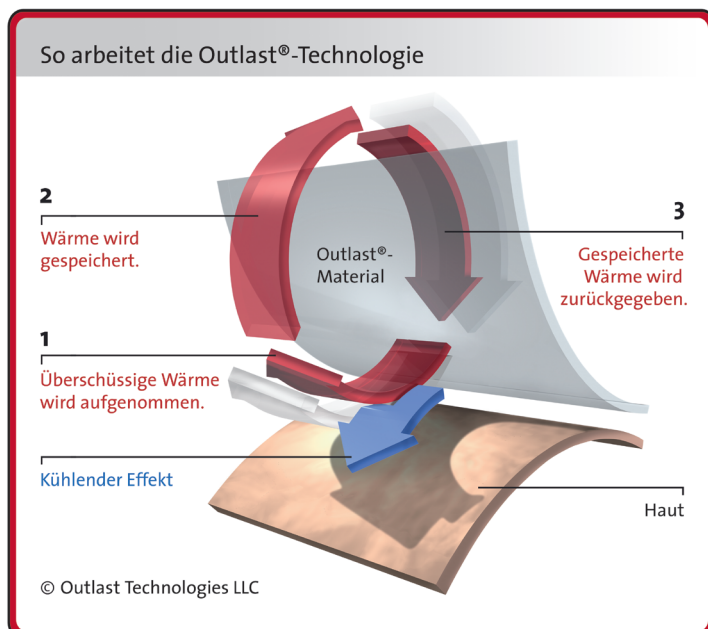 So arbeitet die Outlast®-Technologie
2
Wärme wird
gespeichert.
Outlast®-
Material
3
Gespeicherte
Wärme wird
zurückgegeben.
1
Überschüssige Wärme
wird aufgenommen.
Kühlender Effekt
Haut
© Outlast Technologies LLC